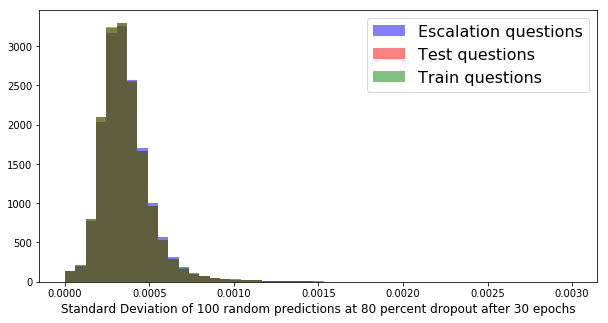 Escalation questions
Test questions
Train questions
3000
2500
2000
1500
1000
500
0
0.0000 0.0005 0.0010 0.0015 0.0020 0.0025 0.0030
Standard Deviation of 100 random predictions at 80 percent dropout after 30 epochs